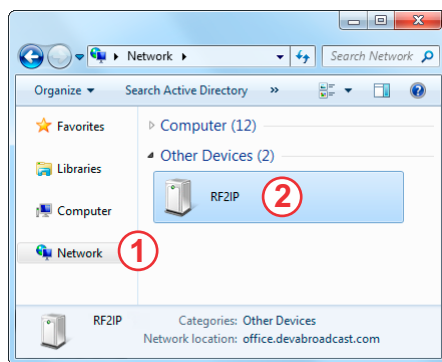 Network
Search Network
Organize
Search Active Directory
»
Favorites
Computer (12)
Other Devices (2)
Libraries
RF2IP
2
Computer
Network
1
RF2IP
Categories: Other Devices
Network location: office.devabroadcast.com